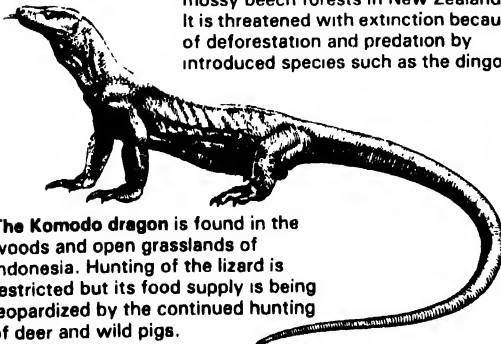 mossy beech forests in New Zealand
It is threatened with extinction
of deforestation and predation by
introduced species such as the dingo
The Komodo dragon is found in the
woods and open grasslands of
Indonesia. Hunting of the lizard is
restricted but its food supply is being
jeopardized by the continued hunting
of deer and wild pigs.